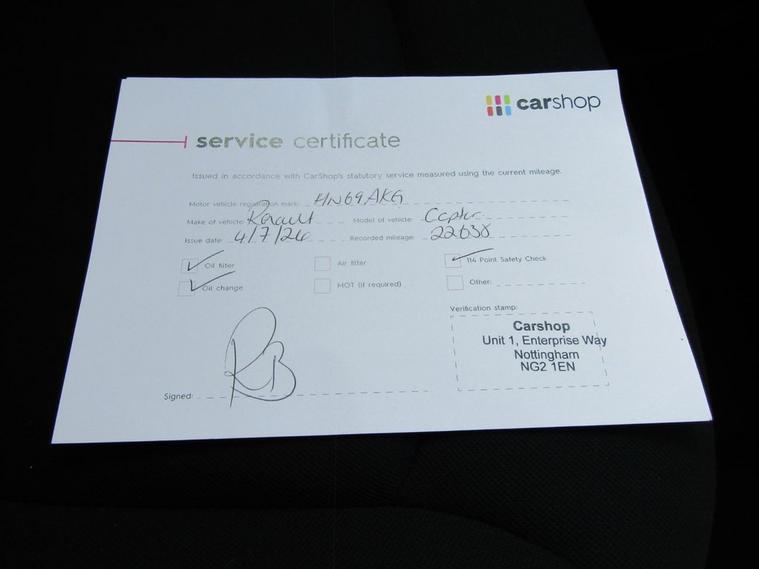 carshop
service certificate
Issued in accordance with CarShop's statutory service measured using the current mileage.
Motor vehicle registration mark: HN69AKG
Make of vehicle: Renault Model of vehicle: Captur
Issue date: 4/7/24 Recorded mileage: 22638
Oil filter Air filter 114 Point Safety Check
Oil change MOT (if required) Other:
Verification stamp:
Carshop
Unit 1, Enterprise Way
Nottingham
NG2 1EN
Signed: RB